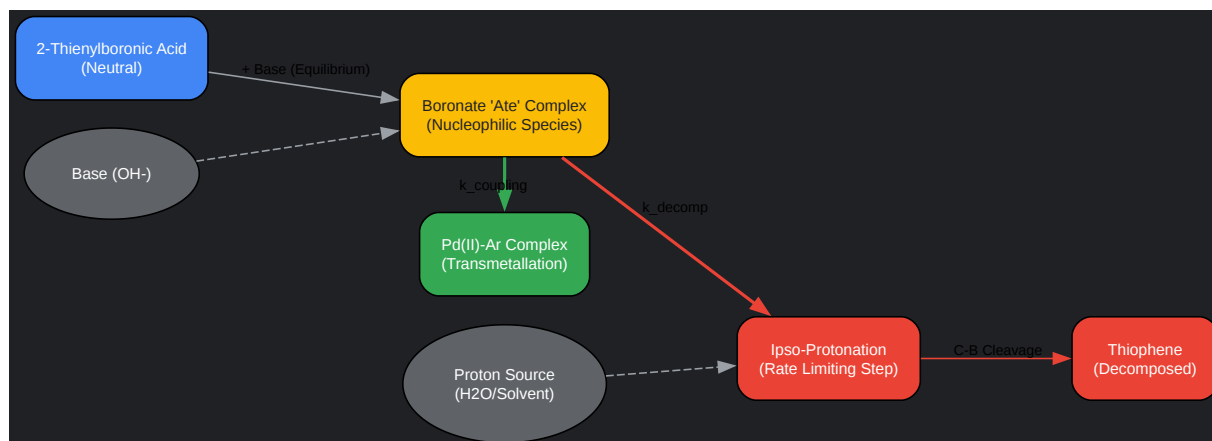 2-Thienylboronic Acid
(Neutral)
+ Base (Equilibrium)
Boronate 'Ate' Complex
(Nucleophilic Species)
Base (OH-)
k_coupling
k_decomp
Pd(II)-Ar Complex
(Transmetallation)
Proton Source
(H2O/Solvent)
Ipso-Protonation
(Rate Limiting Step)
C-B Cleavage
Thiophene
(Decomposed)